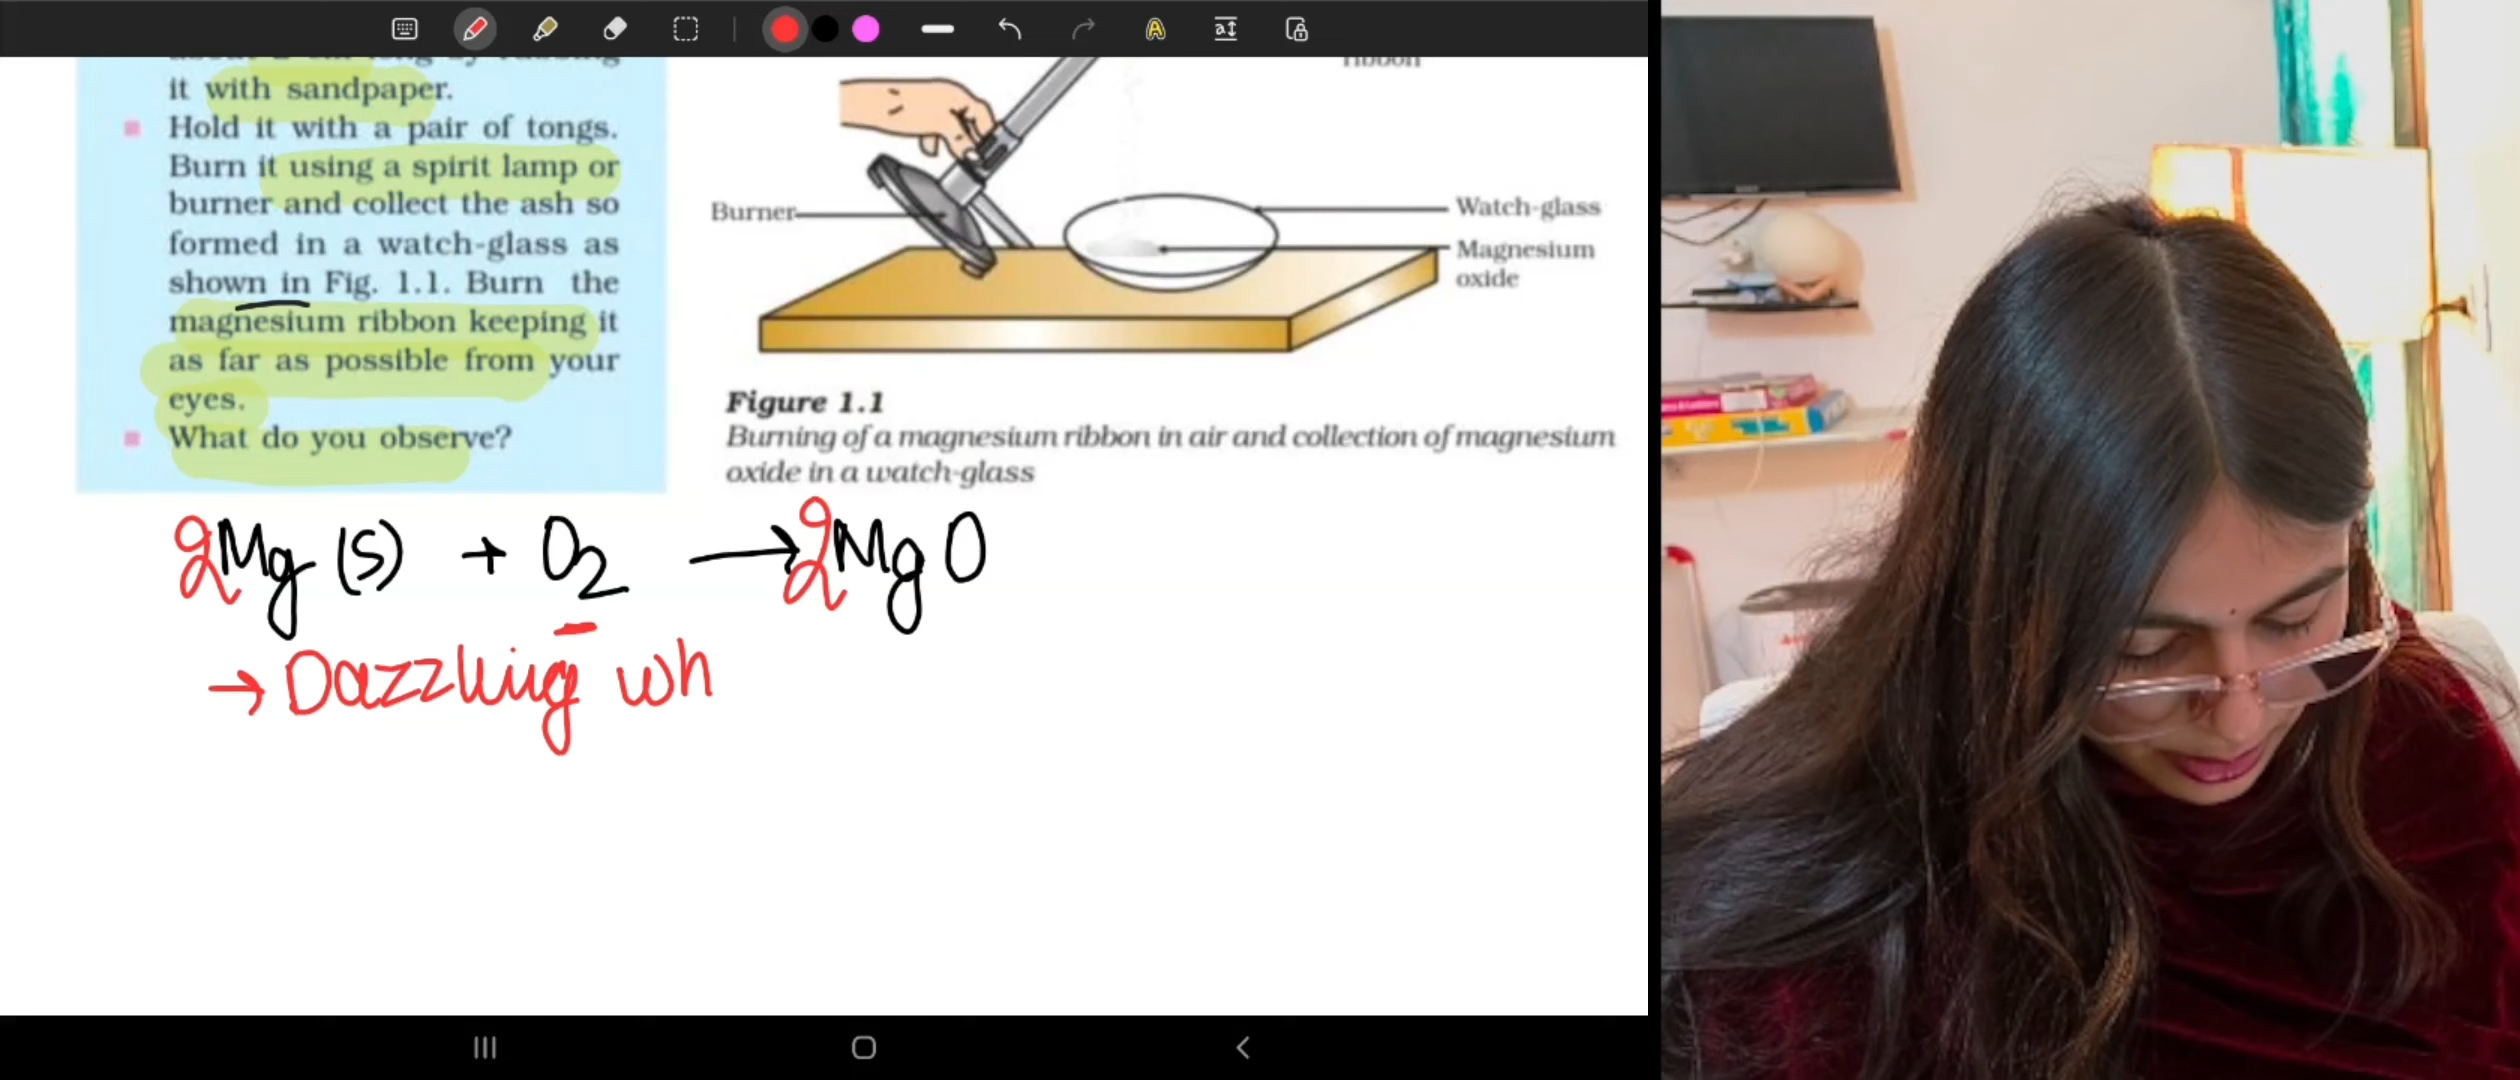 it with sandpaper.
Hold it with a pair of tongs.
Burn it using a spirit lamp or
burner and collect the ash so
formed in a watch-glass as
shown in Fig. 1.1. Burn the
magnesium ribbon keeping it
as far as possible from your
eyes.
What do you observe?
ribbon
Burner
Watch-glass
Magnesium
oxide
Figure 1.1
Burning of a magnesium ribbon in air and collection of magnesium
oxide in a watch-glass
2Mg (s) + O2 → 2MgO
→ Dazzling wh